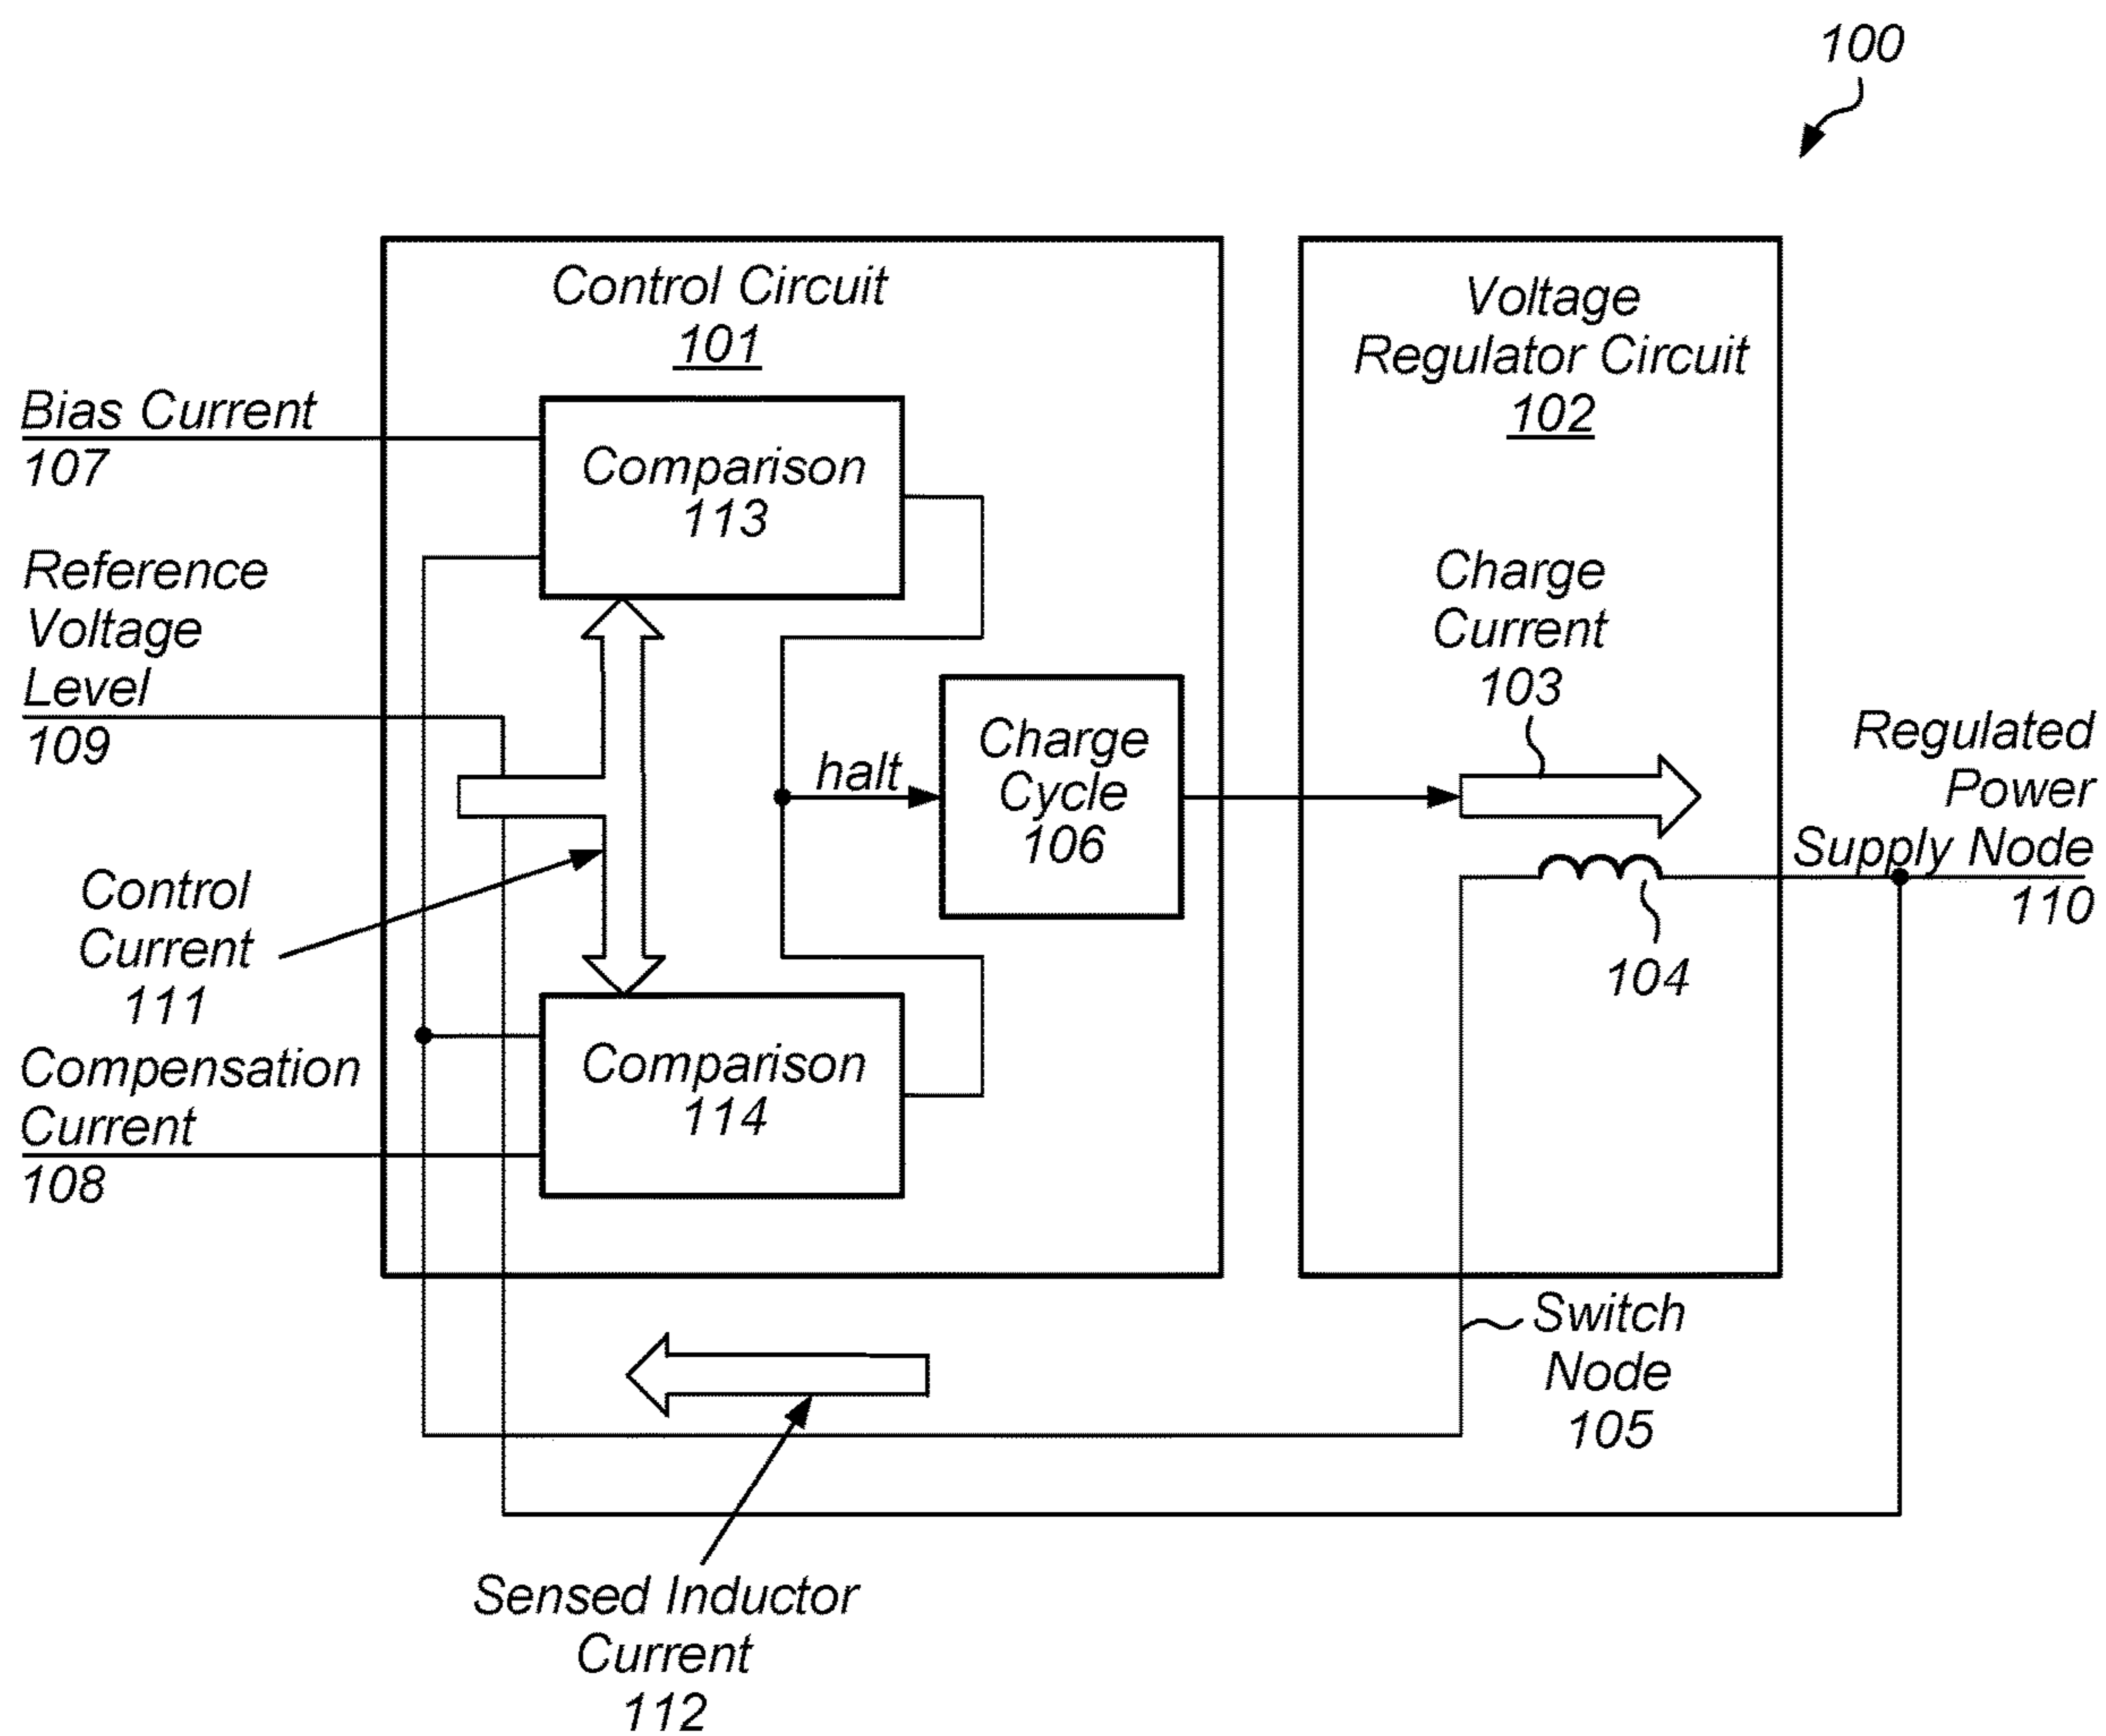 100
Control Circuit
101
Voltage
Regulator Circuit
102
Bias Current
107
Comparison
113
Reference
Voltage
Level
109
Charge
Current
103
halt
Charge
Cycle
106
Regulated
Power
Supply Node
110
104
Control
Current
111
Compensation
Current
108
Comparison
114
Switch
Node
105
Sensed Inductor
Current
112